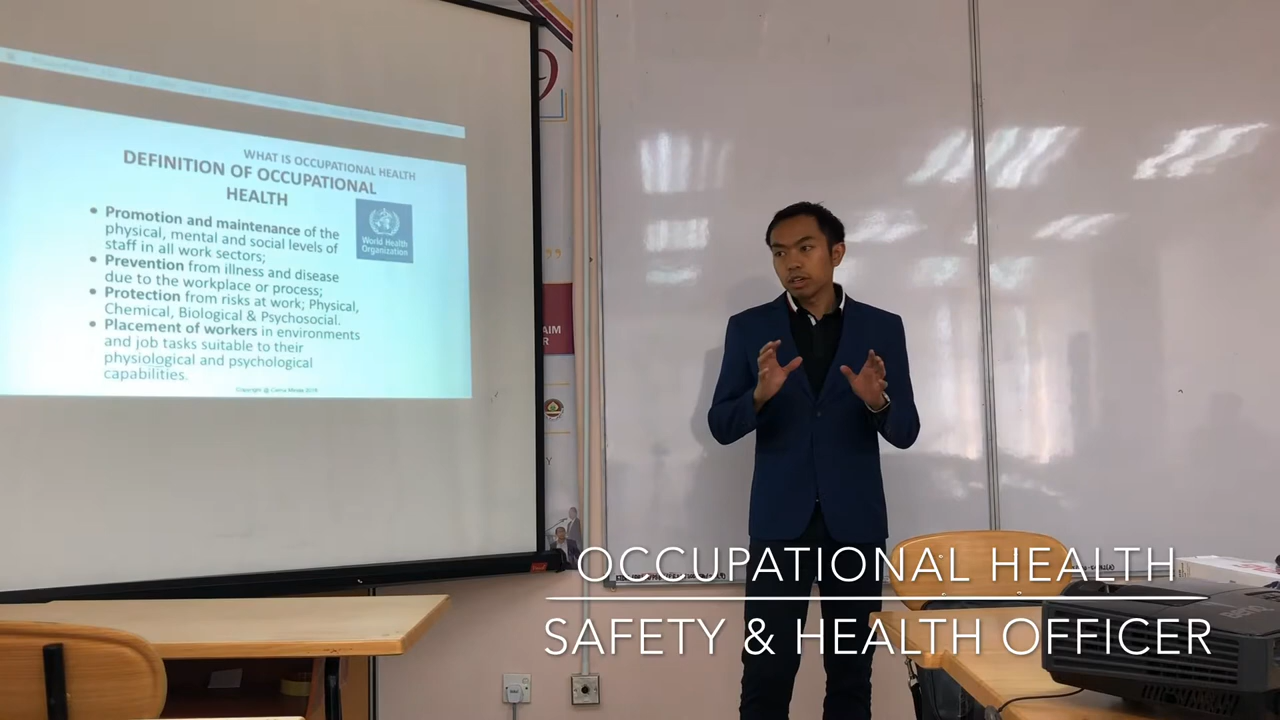 WHAT IS OCCUPATIONAL HEALTH
DEFINITION OF OCCUPATIONAL
HEALTH
• Promotion and maintenance of the
physical, mental and social levels of
staff in all work sectors;
• Prevention from illness and disease
due to the workplace or process;
• Protection from risks at work; Physical,
Chemical, Biological & Psychosocial.
• Placement of workers in environments
and job tasks suitable to their
physiological and psychological
capabilities.
World Health
Organization
AIM
R
OCCUPATIONAL HEALTH
SAFETY & HEALTH OFFICER
BenQ